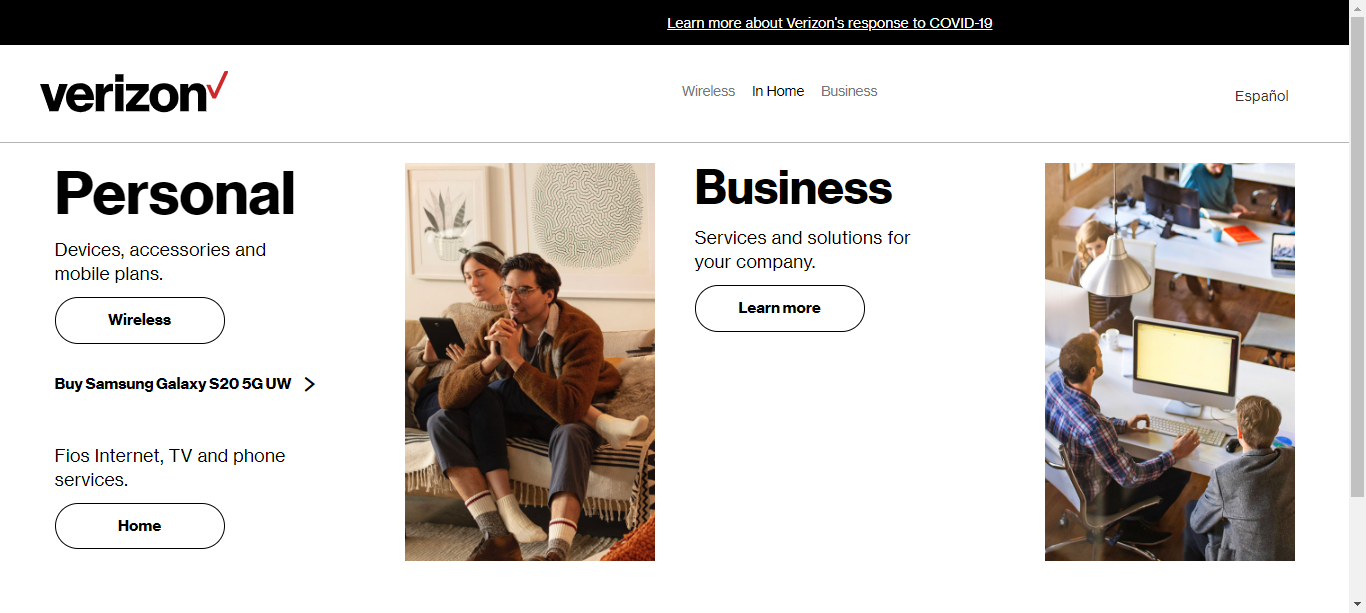 Learn more about Verizon's response to COVID-19
verizon
Wireless
In Home
Business
Español
Personal
Devices, accessories and
mobile plans.
Wireless
Buy Samsung Galaxy S20 5G UW
Fios Internet, TV and phone
services.
Home
Business
Services and solutions for
your company.
Learn more